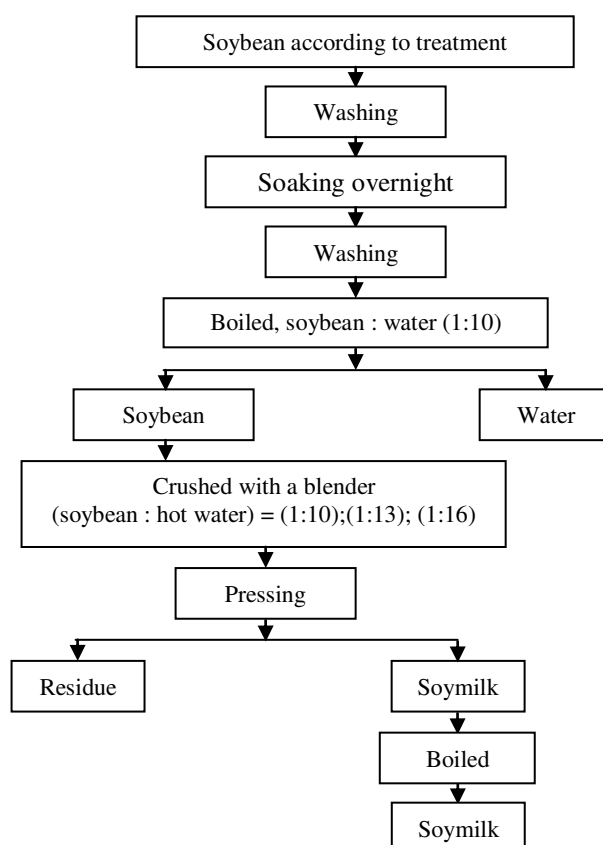 Soybean according to treatment
Washing
Soaking overnight
Washing
Boiled, soybean : water (1:10)
Soybean
Water
Crushed with a blender
(soybean : hot water) = (1:10);(1:13); (1:16)
Pressing
Residue
Soymilk
Boiled
Soymilk